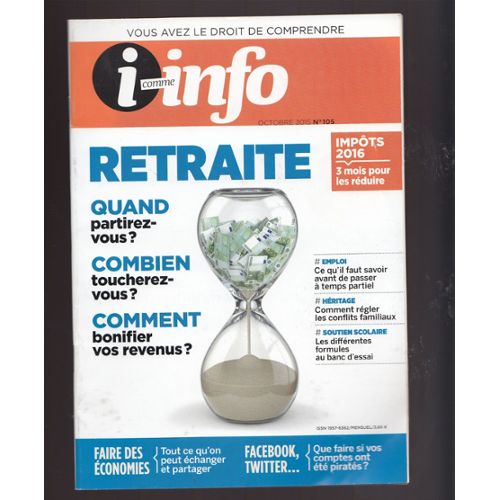 VOUS AVEZ LE DROIT DE COMPRENDRE
i comme info
OCTOBRE 2015 N° 105
RETRAITE
IMPÔTS
2016
3 mois pour
les réduire
QUAND
partirez-
vous ?
COMBIEN
toucherez-
vous ?
COMMENT
bonifier
vos revenus ?
# EMPLOI
Ce qu'il faut savoir
avant de passer
à temps partiel
# HÉRITAGE
Comment régler
les conflits familiaux
# SOUTIEN SCOLAIRE
Les différentes
formules
au banc d'essai
FAIRE DES
ÉCONOMIES
Tout ce qu'on
peut échanger
et partager
FACEBOOK,
TWITTER...
Que faire si vos
comptes ont
été piratés ?